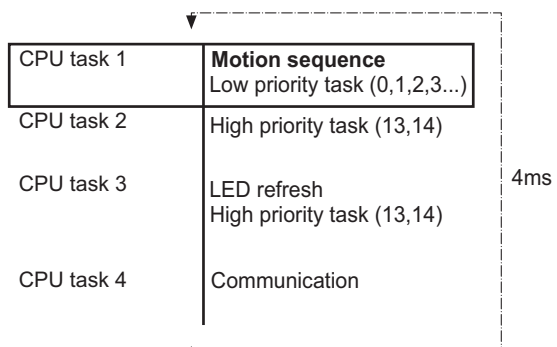 CPU task 1
Motion sequence
Low priority task (0,1,2,3...)
CPU task 2
High priority task (13,14)
CPU task 3
LED refresh
High priority task (13,14)
4ms
CPU task 4
Communication